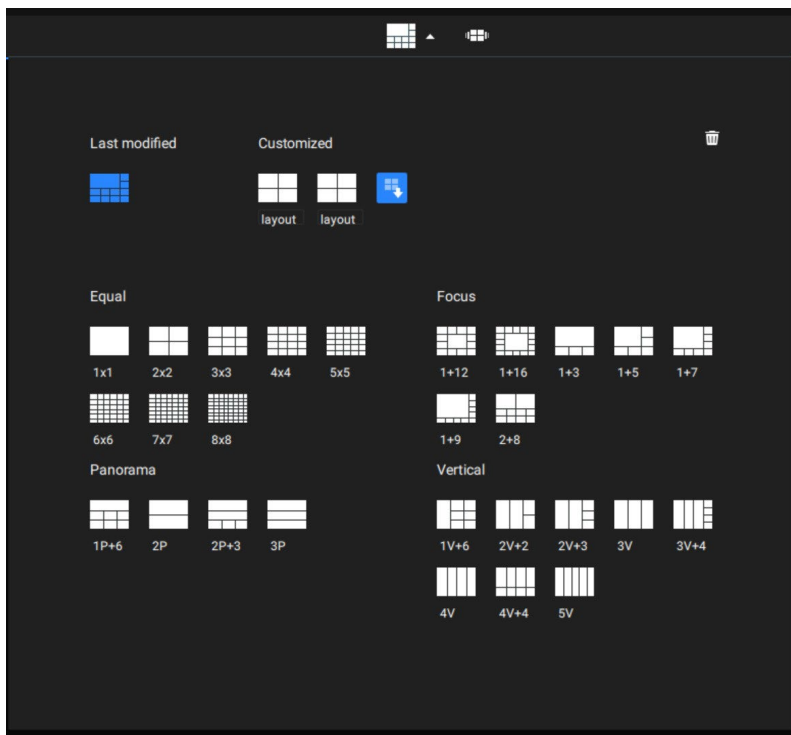 Last modified
Customized
layout
layout
Equal
1x1
2x2
3x3
4x4
5x5
6x6
7x7
8x8
Focus
1+12
1+16
1+3
1+5
1+7
1+9
2+8
Panorama
1P+6
2P
2P+3
3P
Vertical
1V+6
2V+2
2V+3
3V
3V+4
4V
4V+4
5V